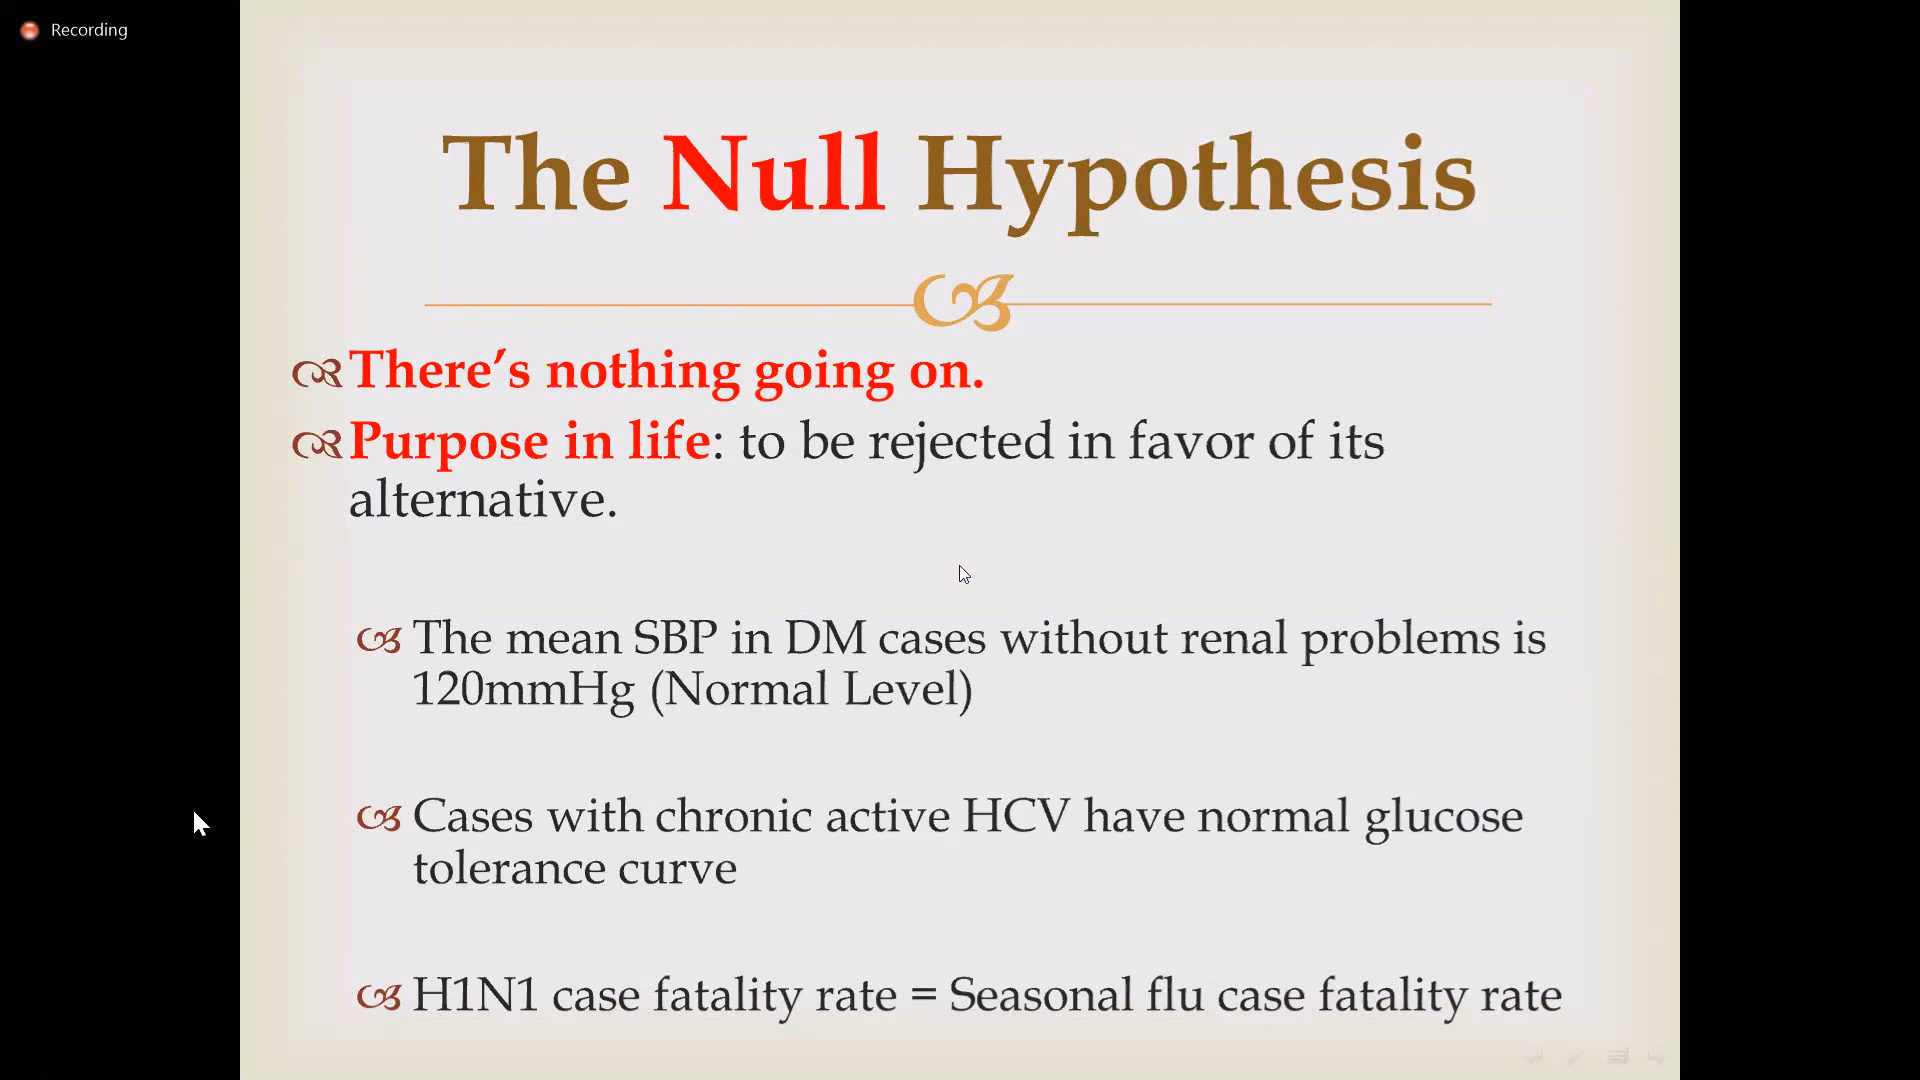 Recording
The Null Hypothesis
There's nothing going on.
Purpose in life: to be rejected in favor of its
alternative.
The mean SBP in DM cases without renal problems is
120mmHg (Normal Level)
Cases with chronic active HCV have normal glucose
tolerance curve
H1N1 case fatality rate = Seasonal flu case fatality rate